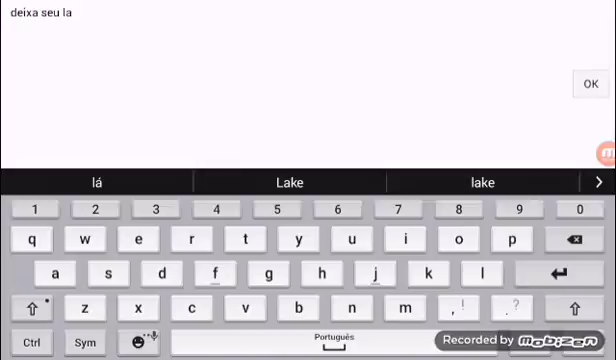 deixa seu la
OK
lá Lake lake
1 2 3 4 5 6 7 8 9 0
q w e r t y u i o p
a s d f g h j k l
z x c v b n m , ! . ?
Ctrl Sym Português
Recorded by mobizen